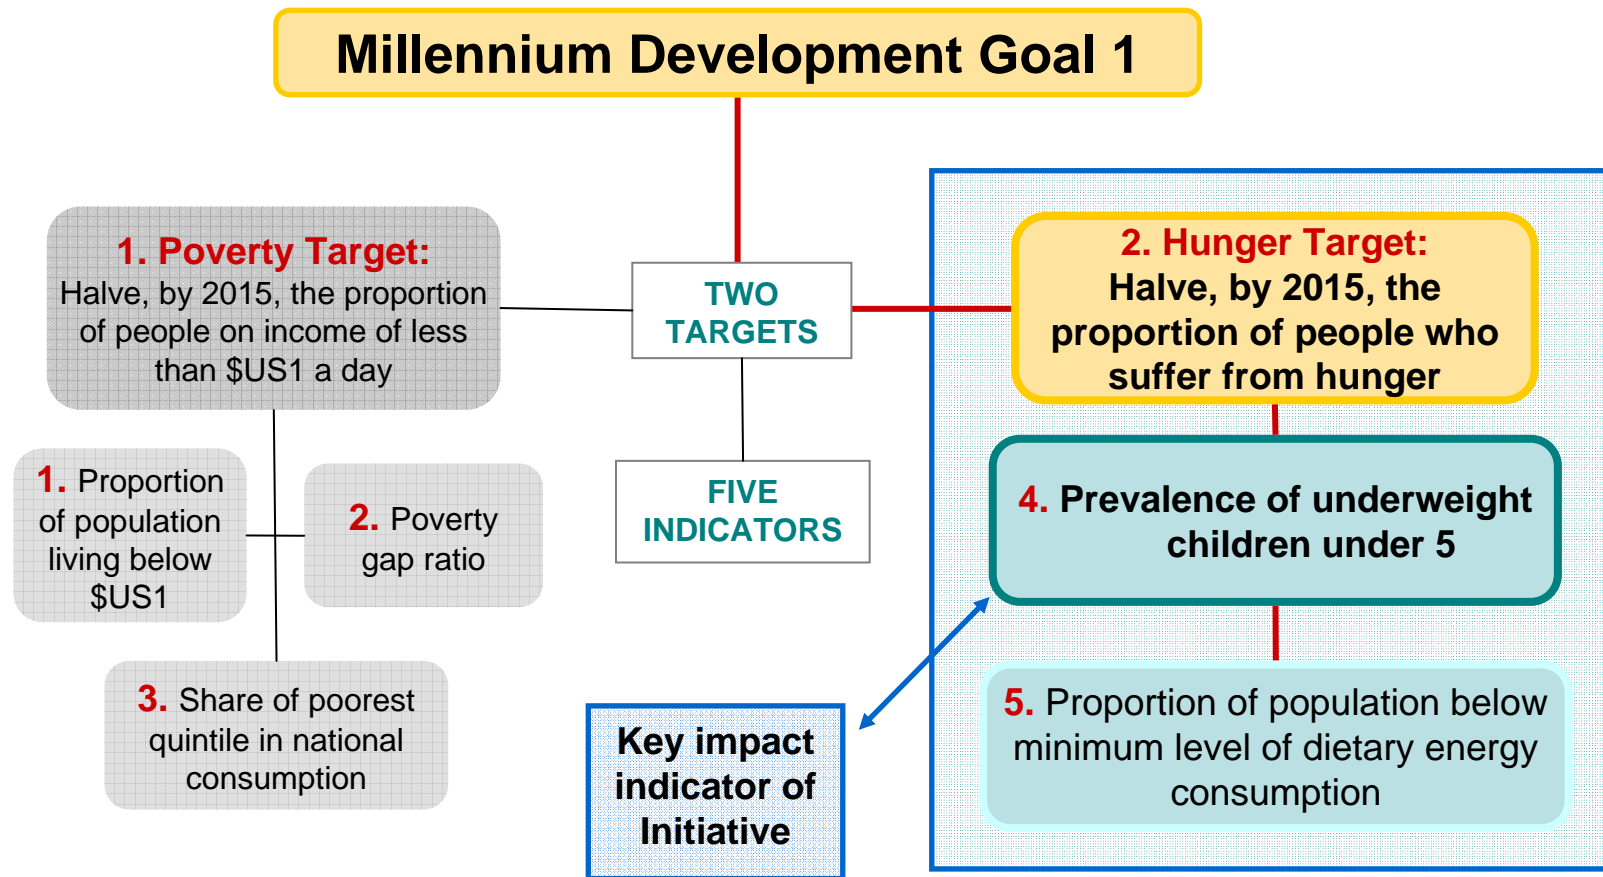 Millennium Development Goal 1
1. Poverty Target:
Halve, by 2015, the proportion
of people on income of less
than $US1 a day
TWO
TARGETS
2. Hunger Target:
Halve, by 2015, the
proportion of people who
suffer from hunger
1. Proportion
of population
living below
$US1
2. Poverty
gap ratio
FIVE
INDICATORS
4. Prevalence of underweight
children under 5
3. Share of poorest
quintile in national
consumption
Key impact
indicator of
Initiative
5. Proportion of population below
minimum level of dietary energy
consumption